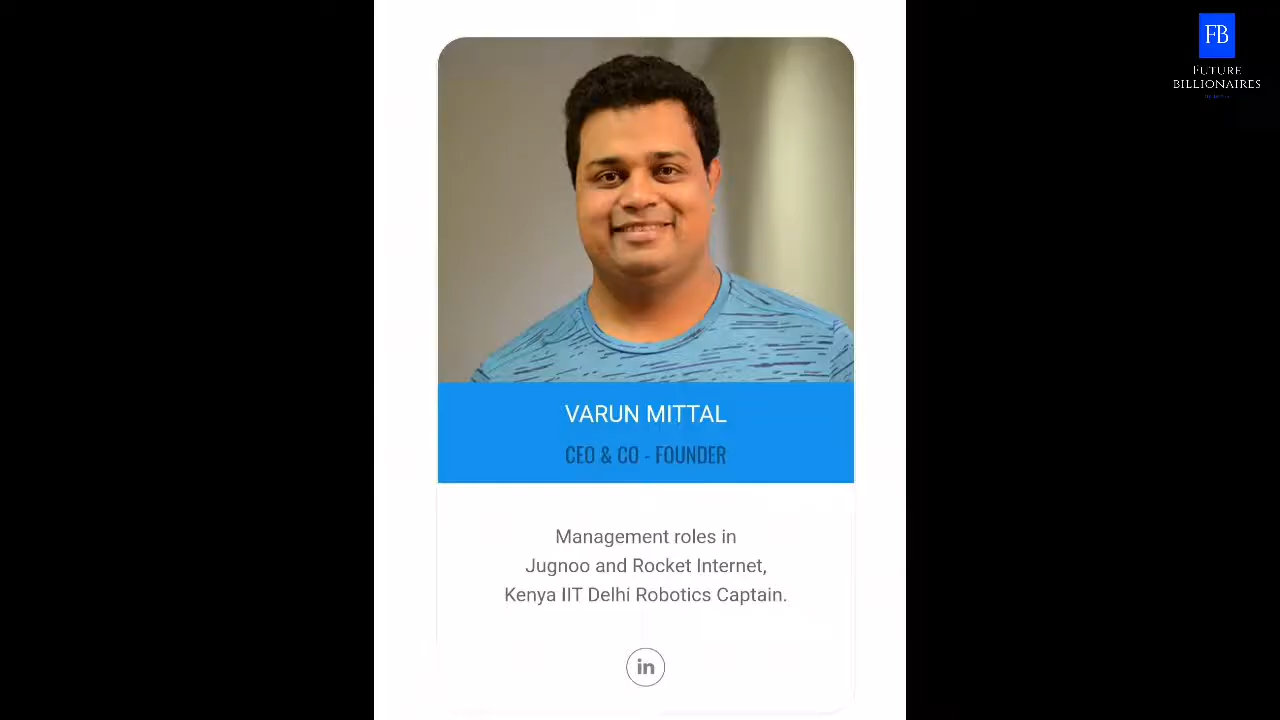 FB
FUTURE
BILLIONAIRES
VARUN MITTAL
CEO & CO - FOUNDER
Management roles in
Jugnoo and Rocket Internet,
Kenya IIT Delhi Robotics Captain.
in